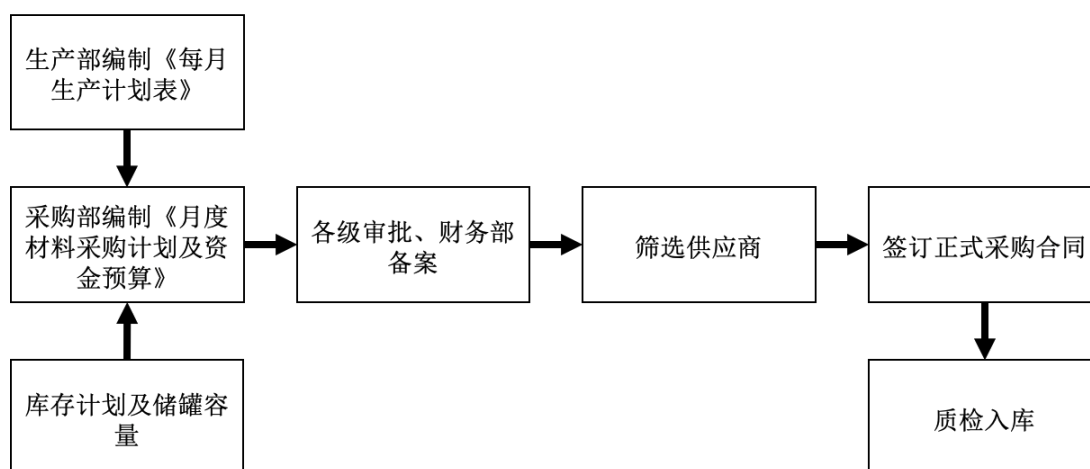 生产部编制《每月
生产计划表》
采购部编制《月度
材料采购计划及资
金预算》
各级审批、财务部
备案
筛选供应商
签订正式采购合同
库存计划及储罐容
量
质检入库